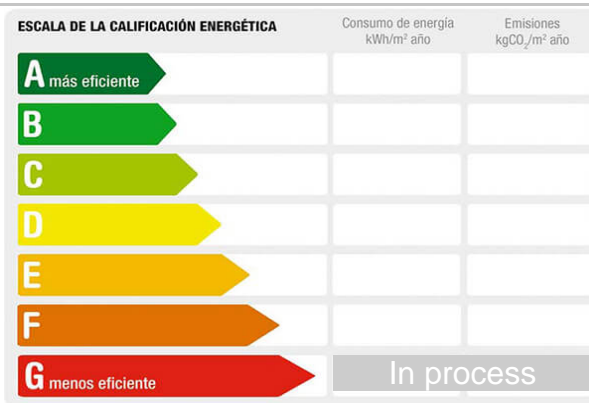 ESCALA DE LA CALIFICACIÓN ENERGÉTICA
Consumo de energía
kWh/m² año
Emisiones
kgCO₂/m² año
A más eficiente
B
C
D
E
F
G menos eficiente
In process